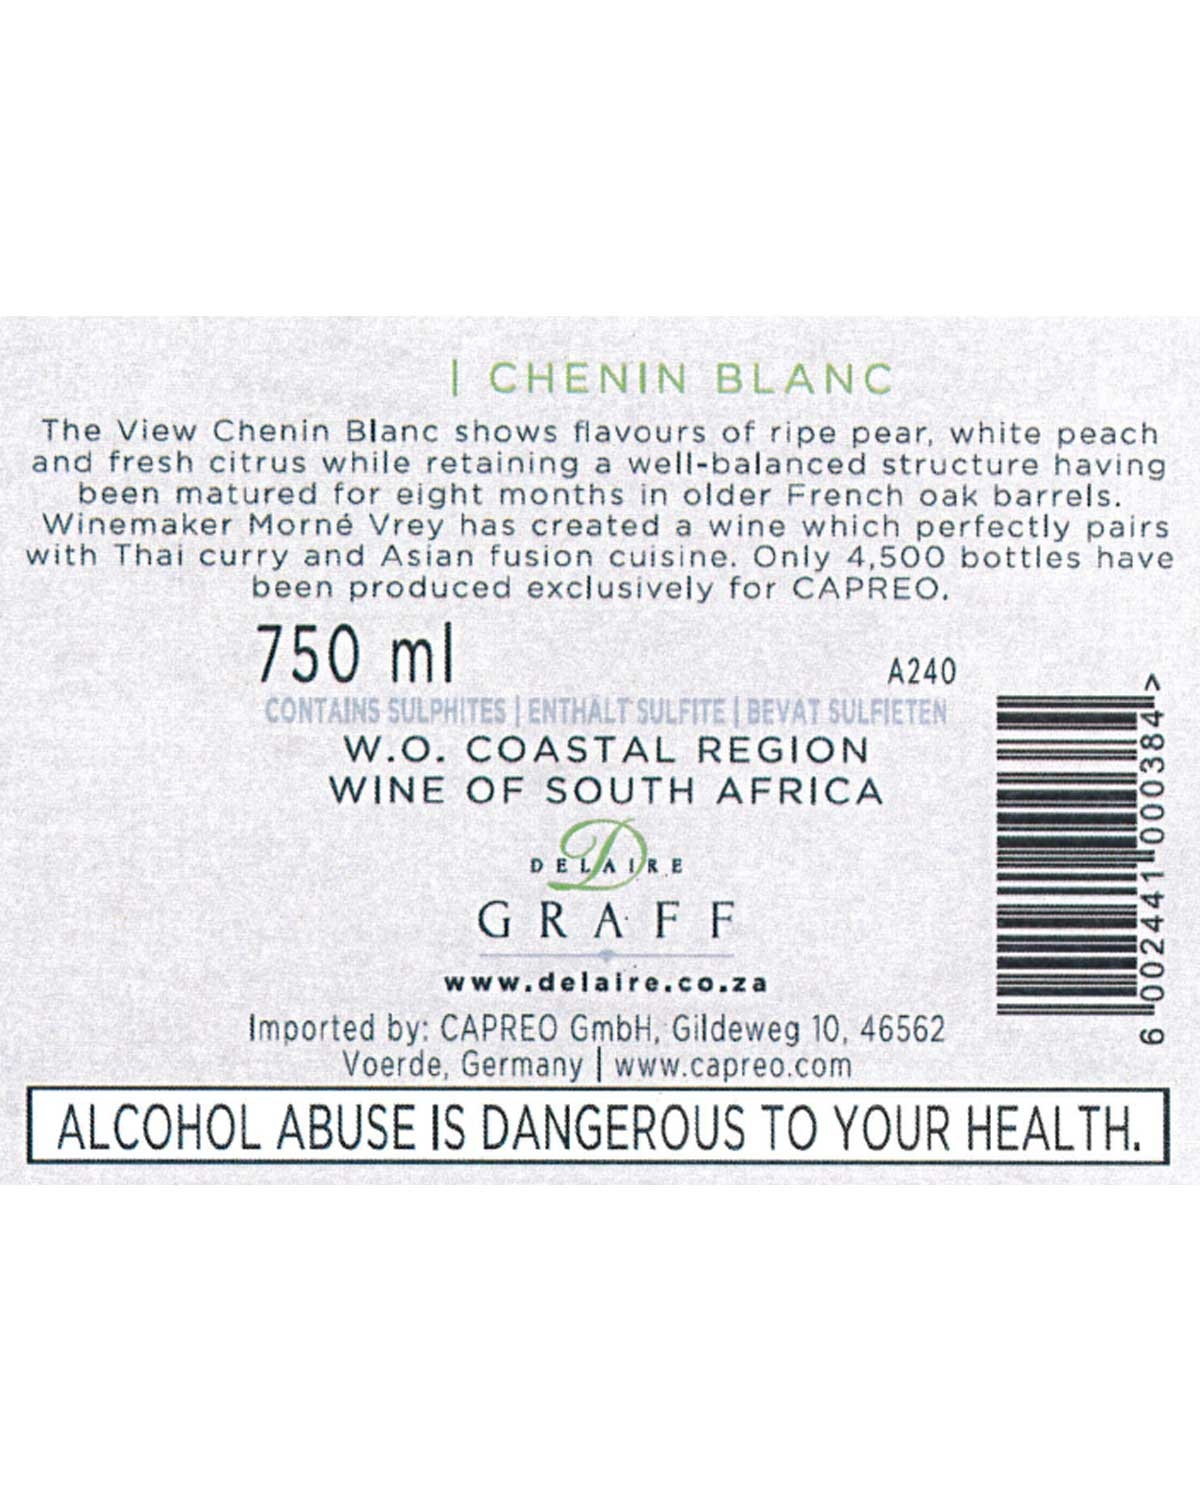 | CHENIN BLANC
The View Chenin Blanc shows flavours of ripe pear, white peach
and fresh citrus while retaining a well-balanced structure having
been matured for eight months in older French oak barrels.
Winemaker Morné Vrey has created a wine which perfectly pairs
with Thai curry and Asian fusion cuisine. Only 4,500 bottles have
been produced exclusively for CAPREO.
750 ml
A240
CONTAINS SULPHITES | ENTHÄLT SULFITE | BEVAT SULFIETEN
W.O. COASTAL REGION
WINE OF SOUTH AFRICA
D
DELAIRE
GRAFF
www.delaire.co.za
6 002441 000384 >
Imported by: CAPREO GmbH, Gildeweg 10, 46562
Voerde, Germany | www.capreo.com
ALCOHOL ABUSE IS DANGEROUS TO YOUR HEALTH.